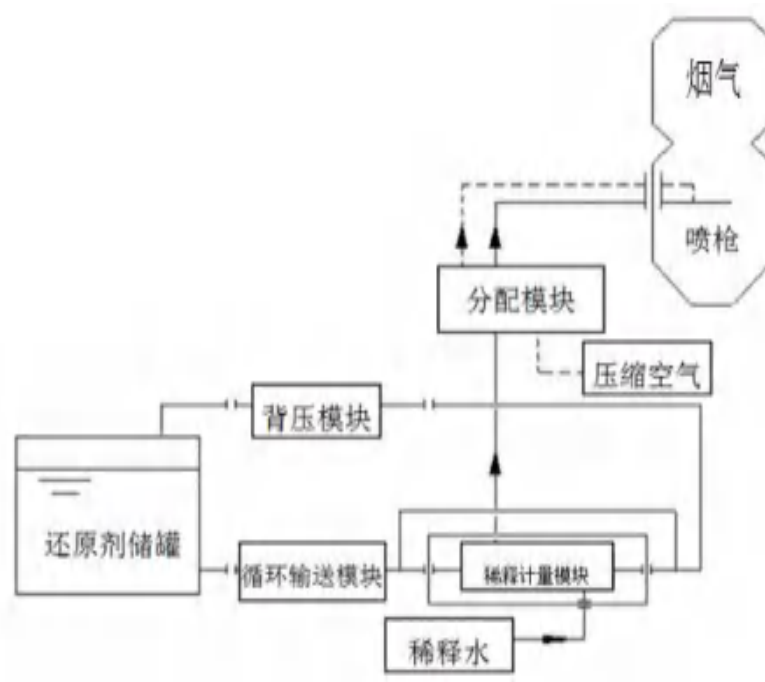 烟气
喷枪
分配模块
压缩空气
背压模块
还原剂储罐
循环输送模块
稀释计量模块
稀释水